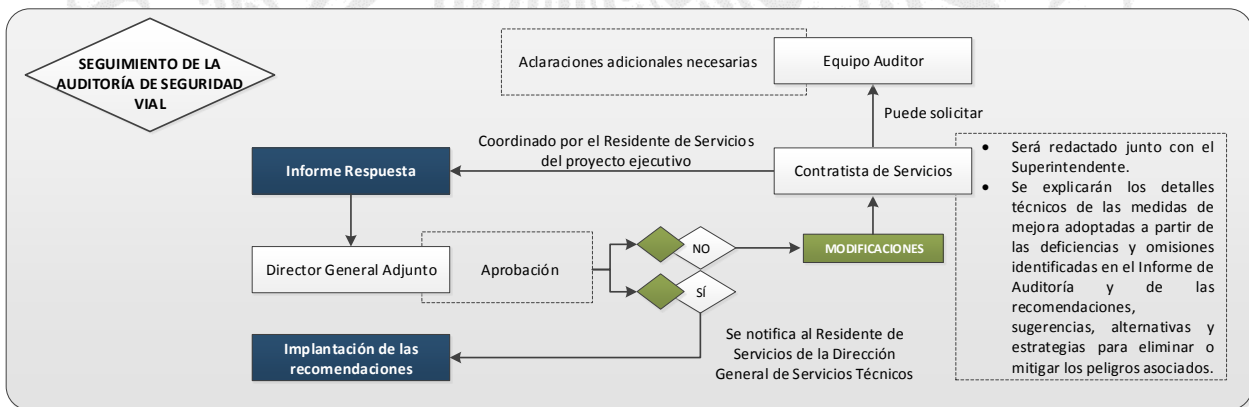 SEGUIMIENTO DE LA
AUDITORÍA DE SEGURIDAD
VIAL
Aclaraciones adicionales necesarias
Equipo Auditor
Puede solicitar
Coordinado por el Residente de Servicios
del proyecto ejecutivo
Informe Respuesta
Contratista de Servicios
• Será redactado junto con el
Superintendente.
• Se explicarán los detalles
técnicos de las medidas de
mejora adoptadas a partir de
las deficiencias y omisiones
identificadas en el Informe de
Auditoría y de las
recomendaciones,
sugerencias, alternativas y
estrategias para eliminar o
mitigar los peligros asociados.
Director General Adjunto
Aprobación
NO
MODIFICACIONES
SÍ
Se notifica al Residente de
Servicios de la Dirección
General de Servicios Técnicos
Implantación de las
recomendaciones